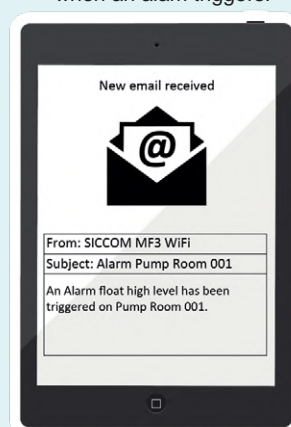 when an alarm triggers.
New email received
@
From: SICCOM MF3 WiFi
Subject: Alarm Pump Room 001
An Alarm float high level has been
triggered on Pump Room 001.